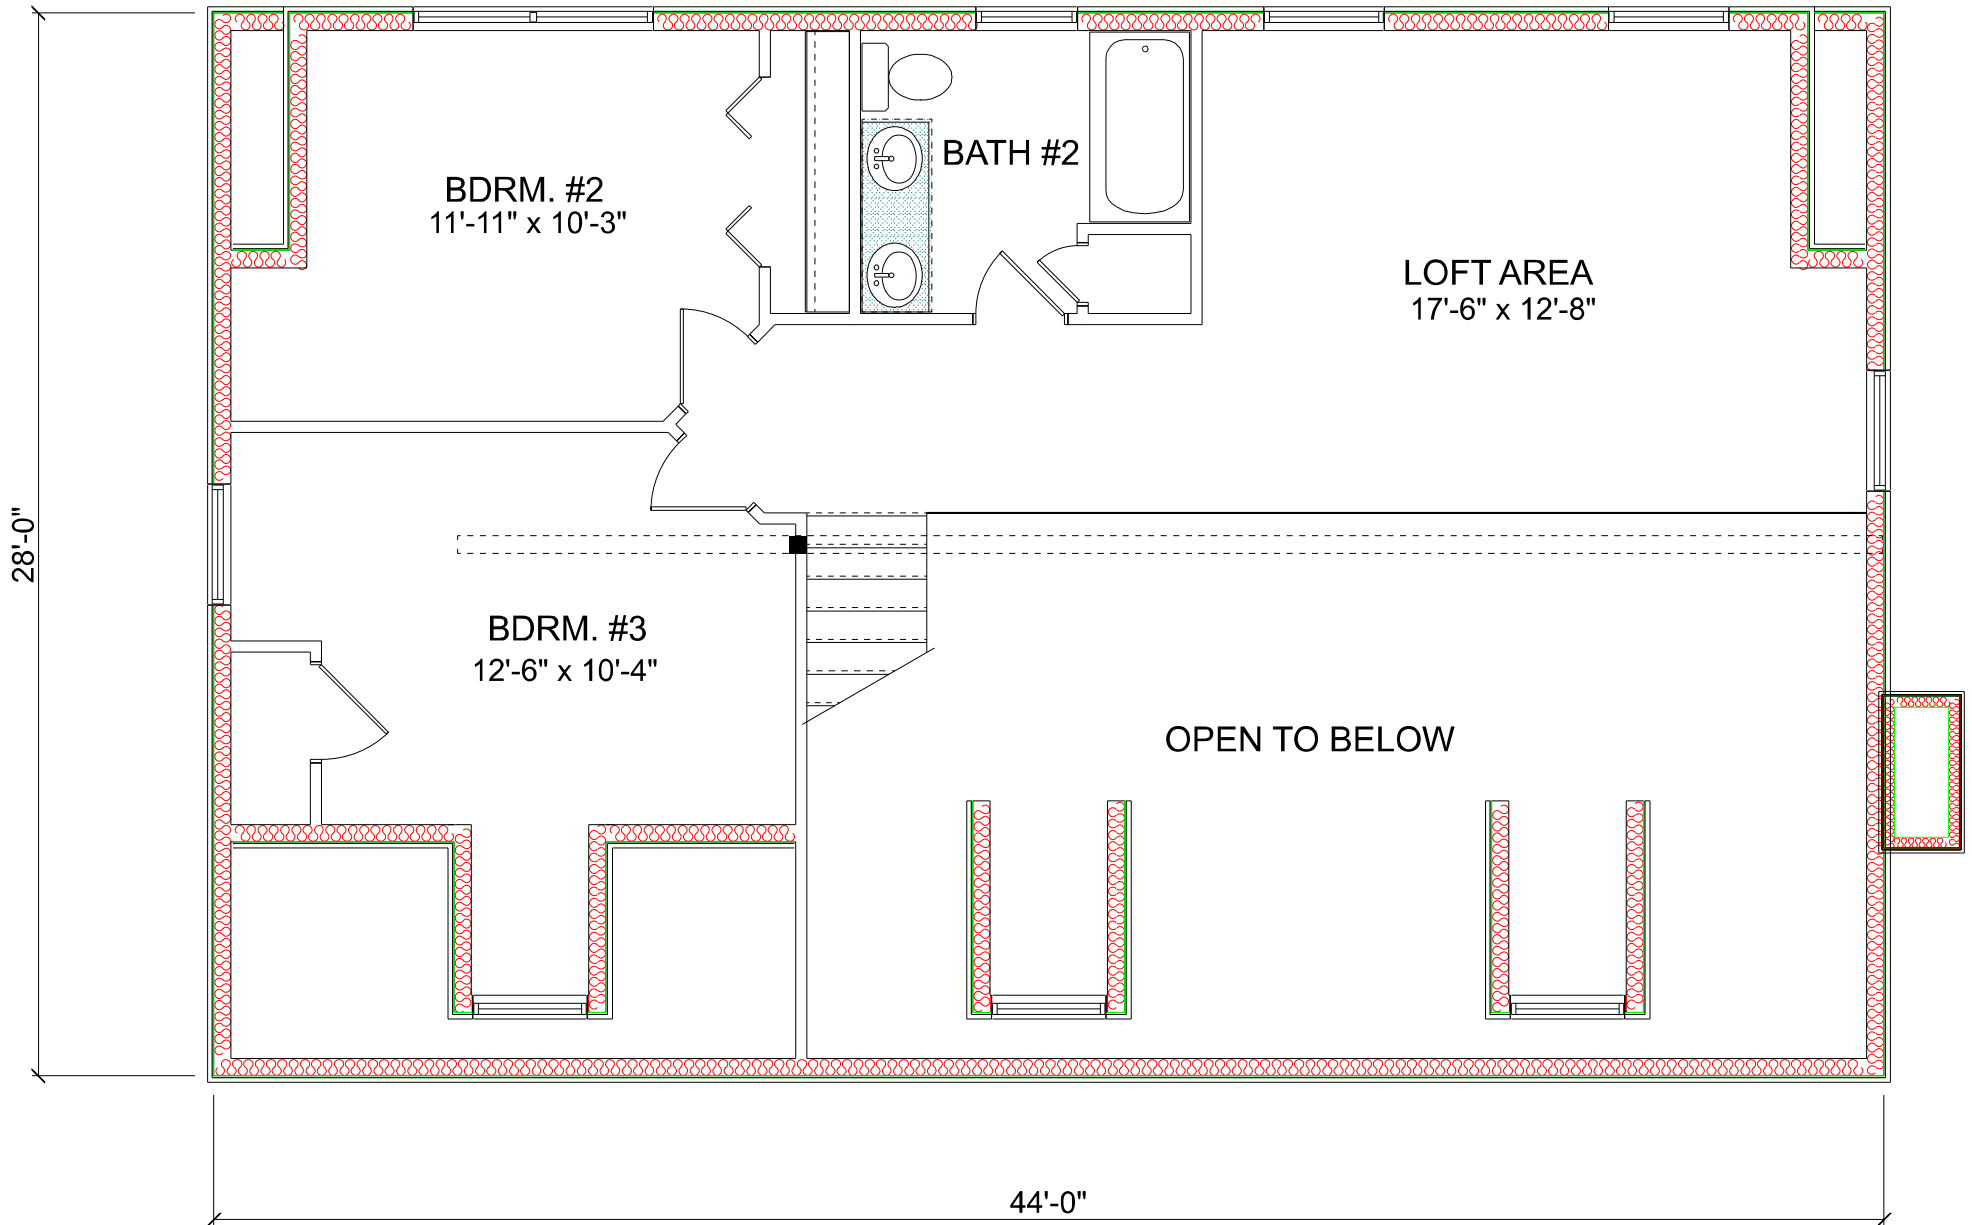 BDRM. #2
11'-11" x 10'-3"
BATH #2
LOFT AREA
17'-6" x 12'-8"
28'-0"
BDRM. #3
12'-6" x 10'-4"
OPEN TO BELOW
44'-0"